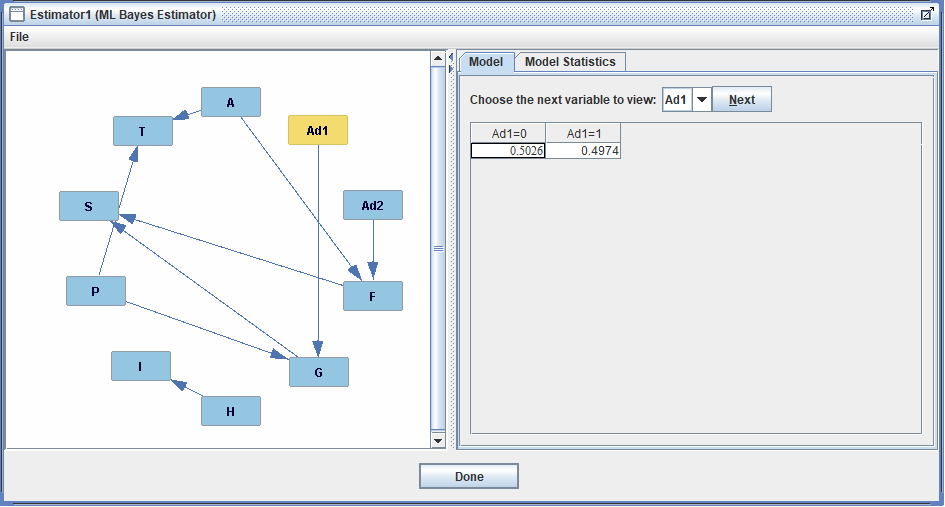 Estimator1 (ML Bayes Estimator)
File
A
Ad1
T
S
Ad2
P
F
I
G
H
Model
Model Statistics
Choose the next variable to view: Ad1 Next
Ad1=0 Ad1=1
0.5026 0.4974
Done